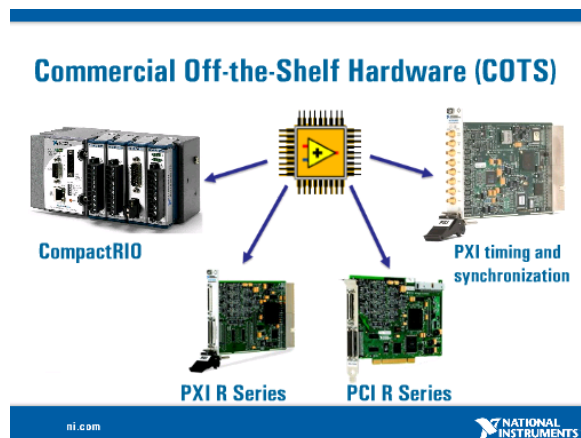 Commercial Off-the-Shelf Hardware (COTS)
CompactRIO
PXI timing and
synchronization
PXI R Series
PCI R Series
ni.com
NATIONAL
INSTRUMENTS